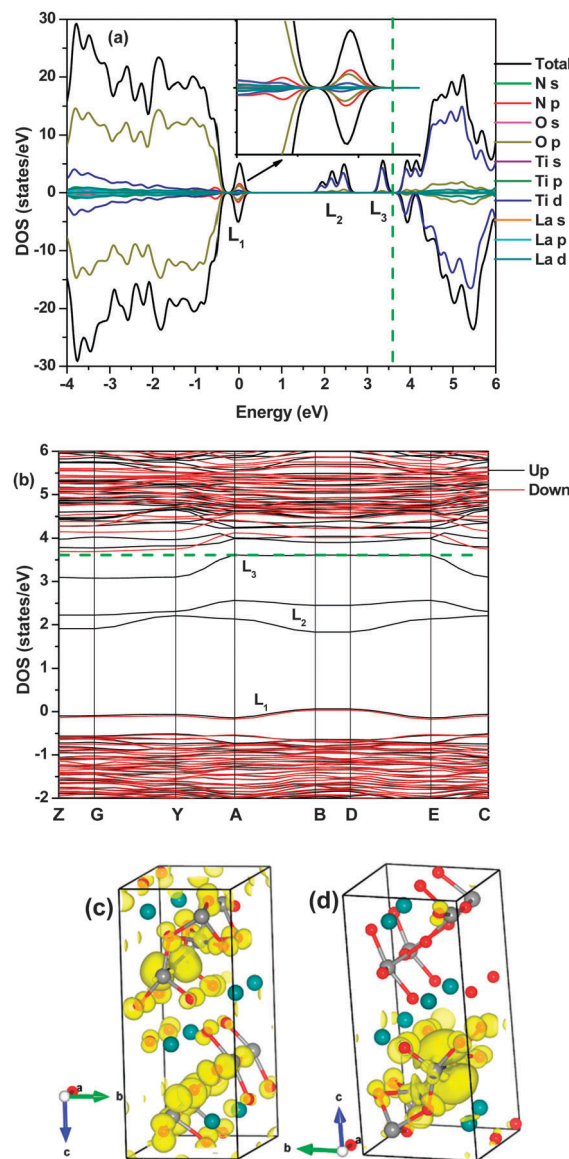 (a)
30
20
10
0
-10
-20
-30
DOS (states/eV)
L1
L2
L3
-4 -3 -2 -1 0 1 2 3 4 5 6
Energy (eV)
Total
N s
N p
O s
O p
Ti s
Ti p
Ti d
La s
La p
La d
(b)
6
5
4
3
2
1
0
-1
-2
DOS (states/eV)
Up
Down
L3
L2
L1
Z G Y A B D E C
(c)
(d)
a
b
c
c
b
a